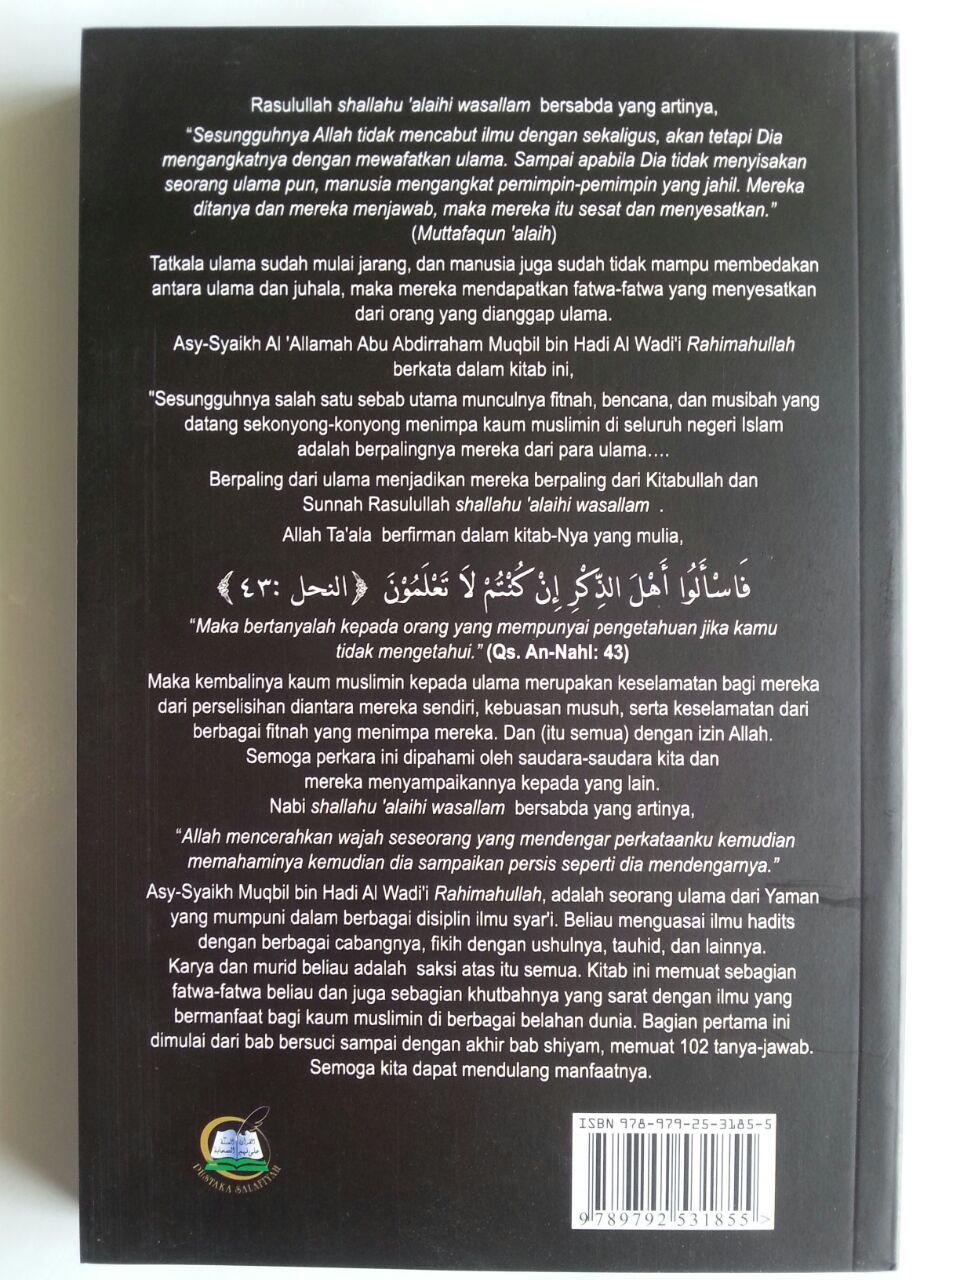 Rasulullah shallahu 'alaihi wasallam bersabda yang artinya,
"Sesungguhnya Allah tidak mencabut ilmu dengan sekaligus, akan tetapi Dia
mengangkatnya dengan mewafatkan ulama. Sampai apabila Dia tidak menyisakan
seorang ulama pun, manusia mengangkat pemimpin-pemimpin yang jahil. Mereka
ditanya dan mereka menjawab, maka mereka itu sesat dan menyesatkan."
(Muttafaqun 'alaih)
Tatkala ulama sudah mulai jarang, dan manusia juga sudah tidak mampu membedakan
antara ulama dan juhala, maka mereka mendapatkan fatwa-fatwa yang menyesatkan
dari orang yang dianggap ulama.
Asy-Syaikh Al 'Allamah Abu Abdirraham Muqbil bin Hadi Al Wadi'i Rahimahullah
berkata dalam kitab ini,
"Sesungguhnya salah satu sebab utama munculnya fitnah, bencana, dan musibah yang
datang sekonyong-konyong menimpa kaum muslimin di seluruh negeri Islam
adalah berpalingnya mereka dari para ulama....
Berpaling dari ulama menjadikan mereka berpaling dari Kitabullah dan
Sunnah Rasulullah shallahu 'alaihi wasallam .
Allah Ta'ala berfirman dalam kitab-Nya yang mulia,
فَاسْأَلُوا أَهْلَ الذِّكْرِ إِنْ كُنْتُمْ لَا تَعْلَمُوْنَ ﴿النحل :٤٣﴾
"Maka bertanyalah kepada orang yang mempunyai pengetahuan jika kamu
tidak mengetahui." (Qs. An-Nahl: 43)
Maka kembalinya kaum muslimin kepada ulama merupakan keselamatan bagi mereka
dari perselisihan diantara mereka sendiri, kebuasan musuh, serta keselamatan dari
berbagai fitnah yang menimpa mereka. Dan (itu semua) dengan izin Allah.
Semoga perkara ini dipahami oleh saudara-saudara kita dan
mereka menyampaikannya kepada yang lain.
Nabi shallahu 'alaihi wasallam bersabda yang artinya,
"Allah mencerahkan wajah seseorang yang mendengar perkataanku kemudian
memahaminya kemudian dia sampaikan persis seperti dia mendengarnya."
Asy-Syaikh Muqbil bin Hadi Al Wadi'i Rahimahullah, adalah seorang ulama dari Yaman
yang mumpuni dalam berbagai disiplin ilmu syar'i. Beliau menguasai ilmu hadits
dengan berbagai cabangnya, fikih dengan ushulnya, tauhid, dan lainnya.
Karya dan murid beliau adalah saksi atas itu semua. Kitab ini memuat sebagian
fatwa-fatwa beliau dan juga sebagian khutbahnya yang sarat dengan ilmu yang
bermanfaat bagi kaum muslimin di berbagai belahan dunia. Bagian pertama ini
dimulai dari bab bersuci sampai dengan akhir bab shiyam, memuat 102 tanya-jawab.
Semoga kita dapat mendulang manfaatnya.
PUSTAKA SALAFIYAH
ISBN 978-979-25-3185-5
9 789792 531855 >